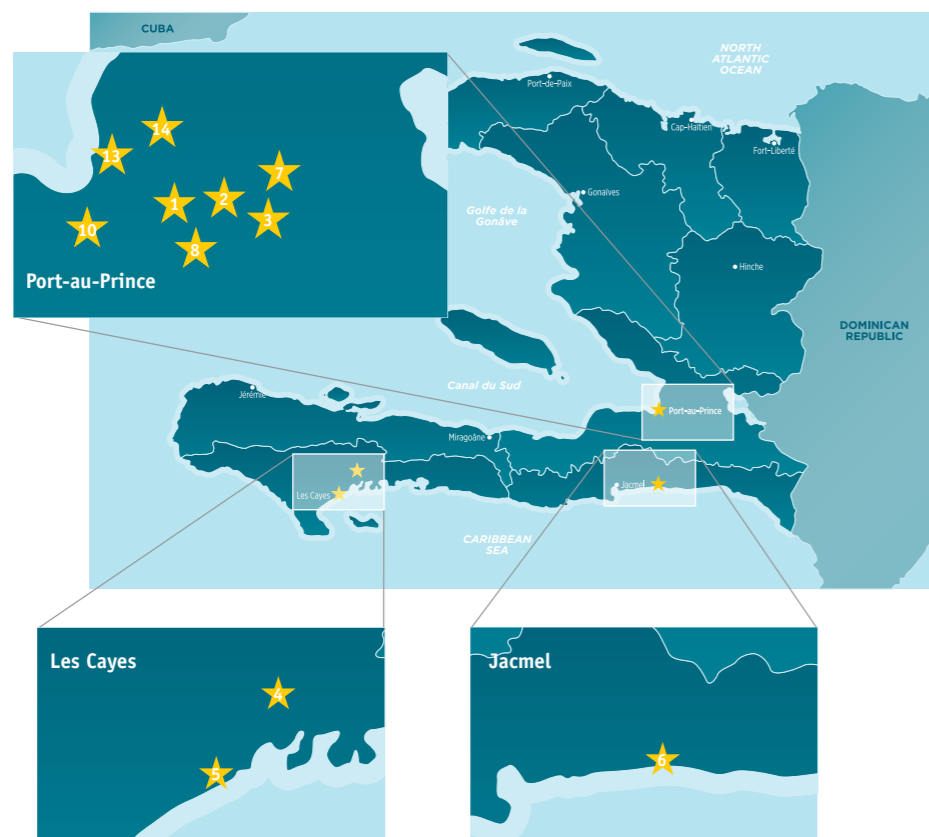 CUBA
NORTH
ATLANTIC
OCEAN
Port-de-Paix
Cap-Haïtien
Fort-Liberté
14
13
7
1
2
3
10
8
Port-au-Prince
Gonaïves
Golfe de la
Gonâve
Hinche
DOMINICAN
REPUBLIC
Canal du Sud
Jérémie
Port-au-Prince
Miragoâne
Les Cayes
Jacmel
CARIBBEAN
SEA
Les Cayes
4
5
Jacmel
6